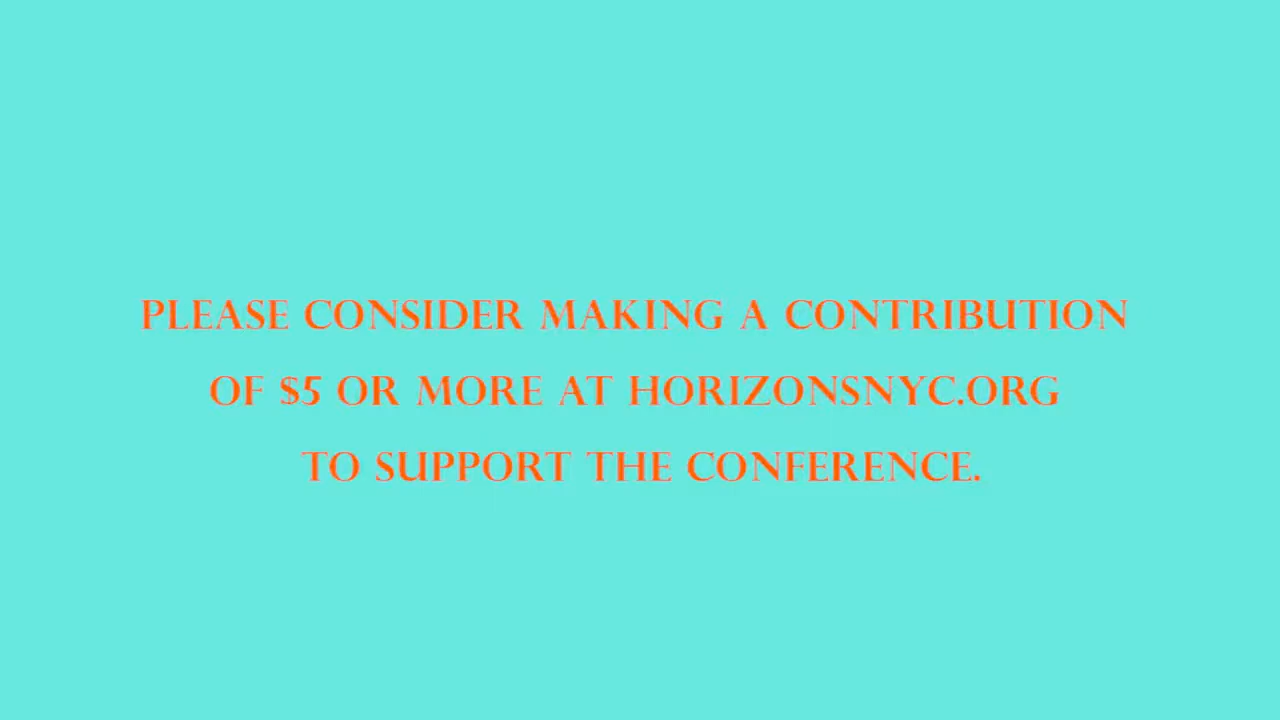 PLEASE CONSIDER MAKING A CONTRIBUTION
OF $5 OR MORE AT HORIZONSNYC.ORG
TO SUPPORT THE CONFERENCE.